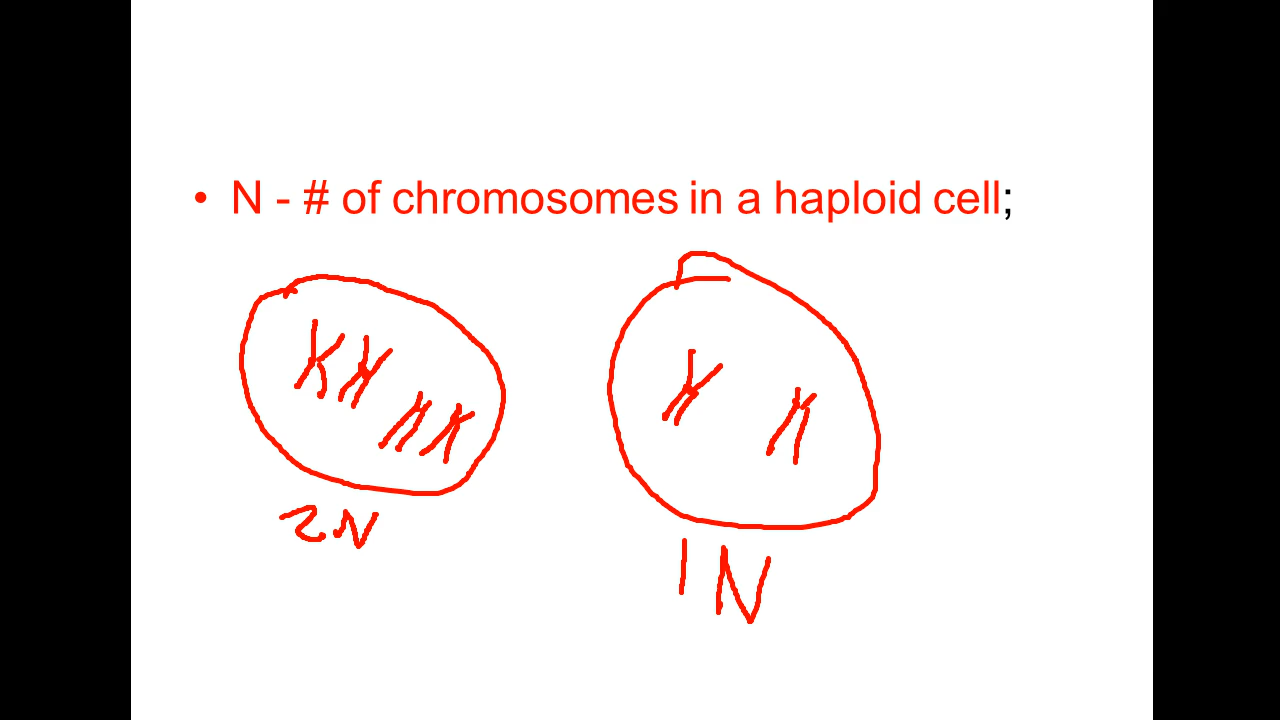 • N - # of chromosomes in a haploid cell;
2N
1N